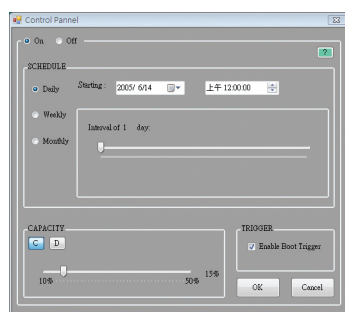 Control Pannel
On Off
?
SCHEDULE
Daily Starting : 2005/ 6/14 上午 12:00:00
Weekly
Interval of 1 day:
Monthly
CAPACITY
C D
10% 50% 15%
TRIGGER
Enable Boot Trigger
OK Cancel